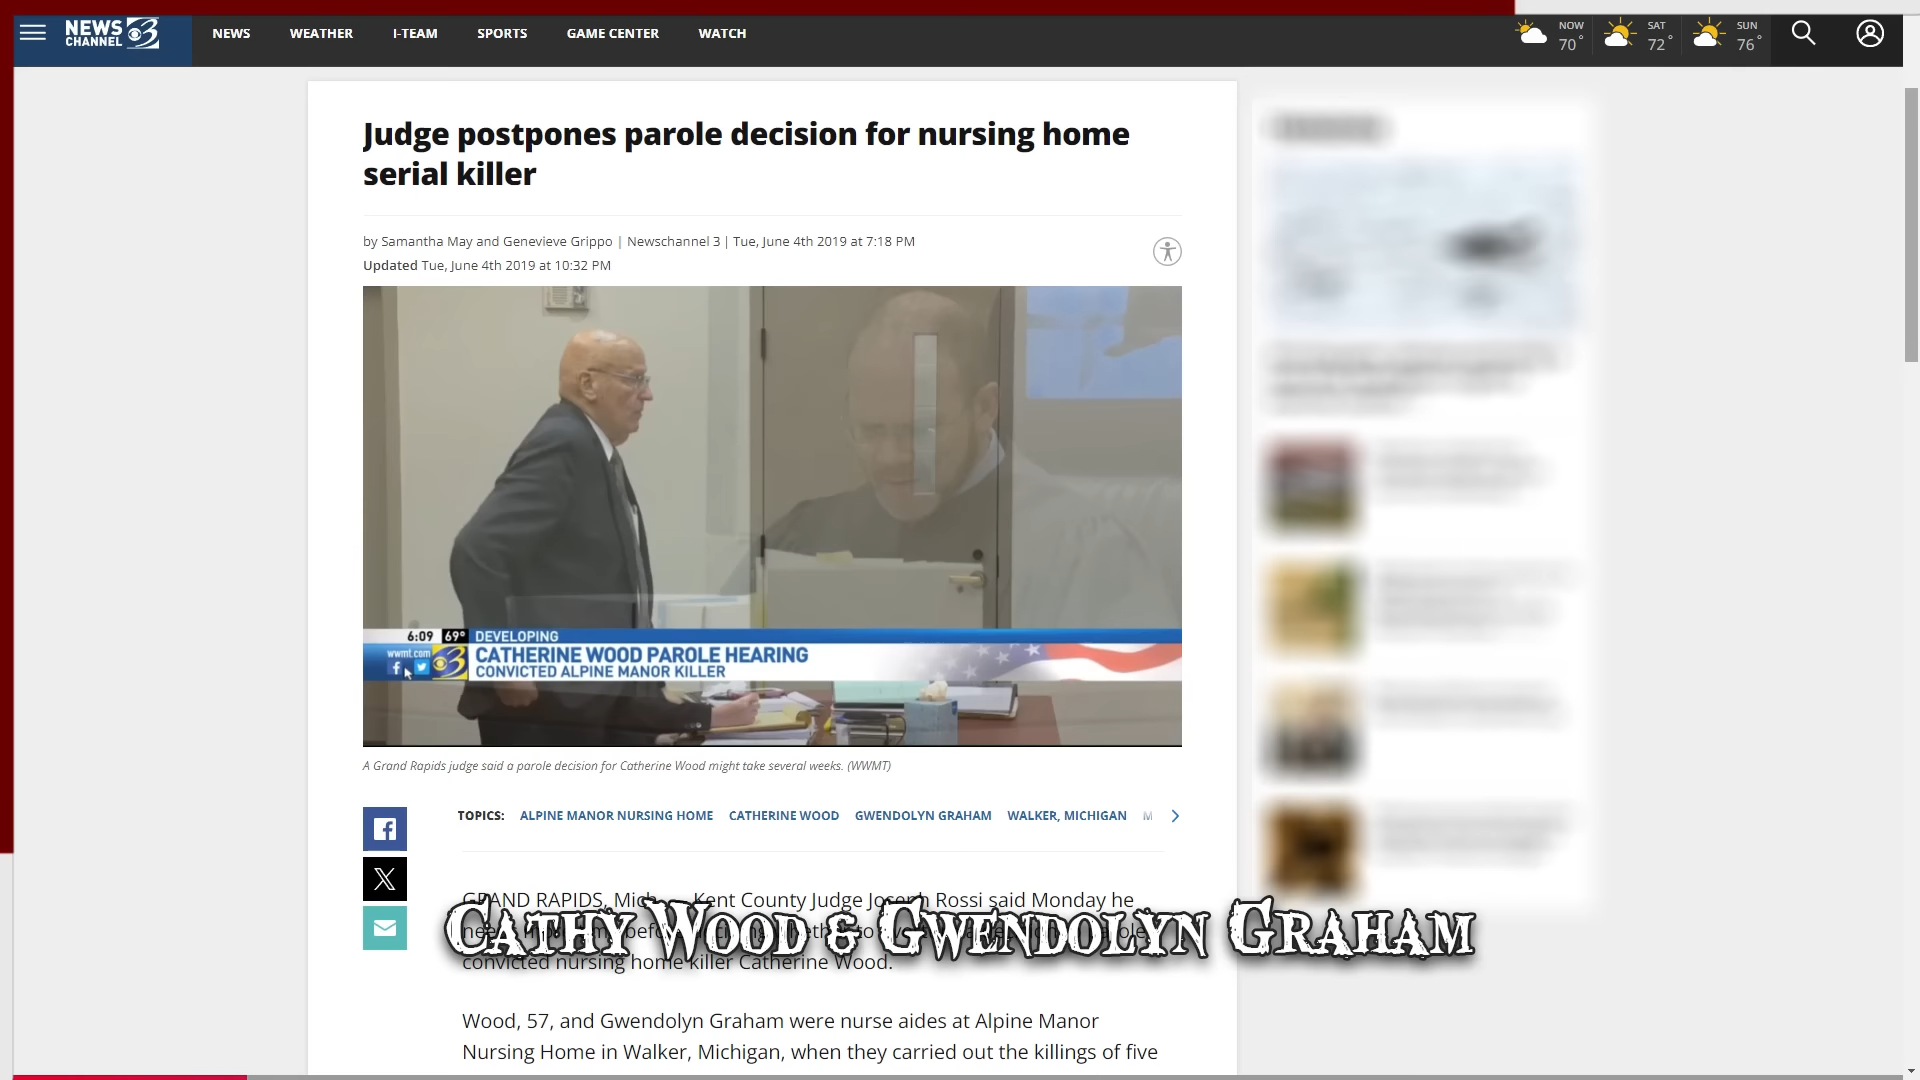 NEWS
CHANNEL 3
NEWS WEATHER I-TEAM SPORTS GAME CENTER WATCH
NOW 70° SAT 72° SUN 76°
Judge postpones parole decision for nursing home
serial killer
by Samantha May and Genevieve Grippo | Newschannel 3 | Tue, June 4th 2019 at 7:18 PM
Updated Tue, June 4th 2019 at 10:32 PM
6:09 69° DEVELOPING
wwmt.com 3 CATHERINE WOOD PAROLE HEARING
CONVICTED ALPINE MANOR KILLER
A Grand Rapids judge said a parole decision for Catherine Wood might take several weeks. (WWMT)
TOPICS: ALPINE MANOR NURSING HOME CATHERINE WOOD GWENDOLYN GRAHAM WALKER, MICHIGAN M
GRAND RAPIDS, Mich. Kent County Judge Joseph Rossi said Monday he
Cathy Wood & Gwendolyn Graham
convicted nursing home killer Catherine Wood.
Wood, 57, and Gwendolyn Graham were nurse aides at Alpine Manor
Nursing Home in Walker, Michigan, when they carried out the killings of five